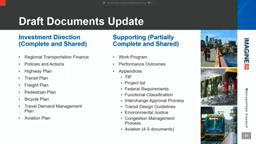 Draft Documents Update
Investment Direction
(Complete and Shared)
• Regional Transportation Finance
• Policies and Actions
• Highway Plan
• Transit Plan
• Freight Plan
• Pedestrian Plan
• Bicycle Plan
• Travel Demand Management
Plan
• Aviation Plan
Supporting (Partially
Complete and Shared)
• Work Program
• Performance Outcomes
• Appendices
• TIP
• Project list
• Federal Requirements
• Functional Classification
• Interchange Approval Process
• Transit Design Guidelines
• Environmental Justice
• Congestion Management
Process
• Aviation (4-5 documents)
IMAGINE
Metropolitan Council